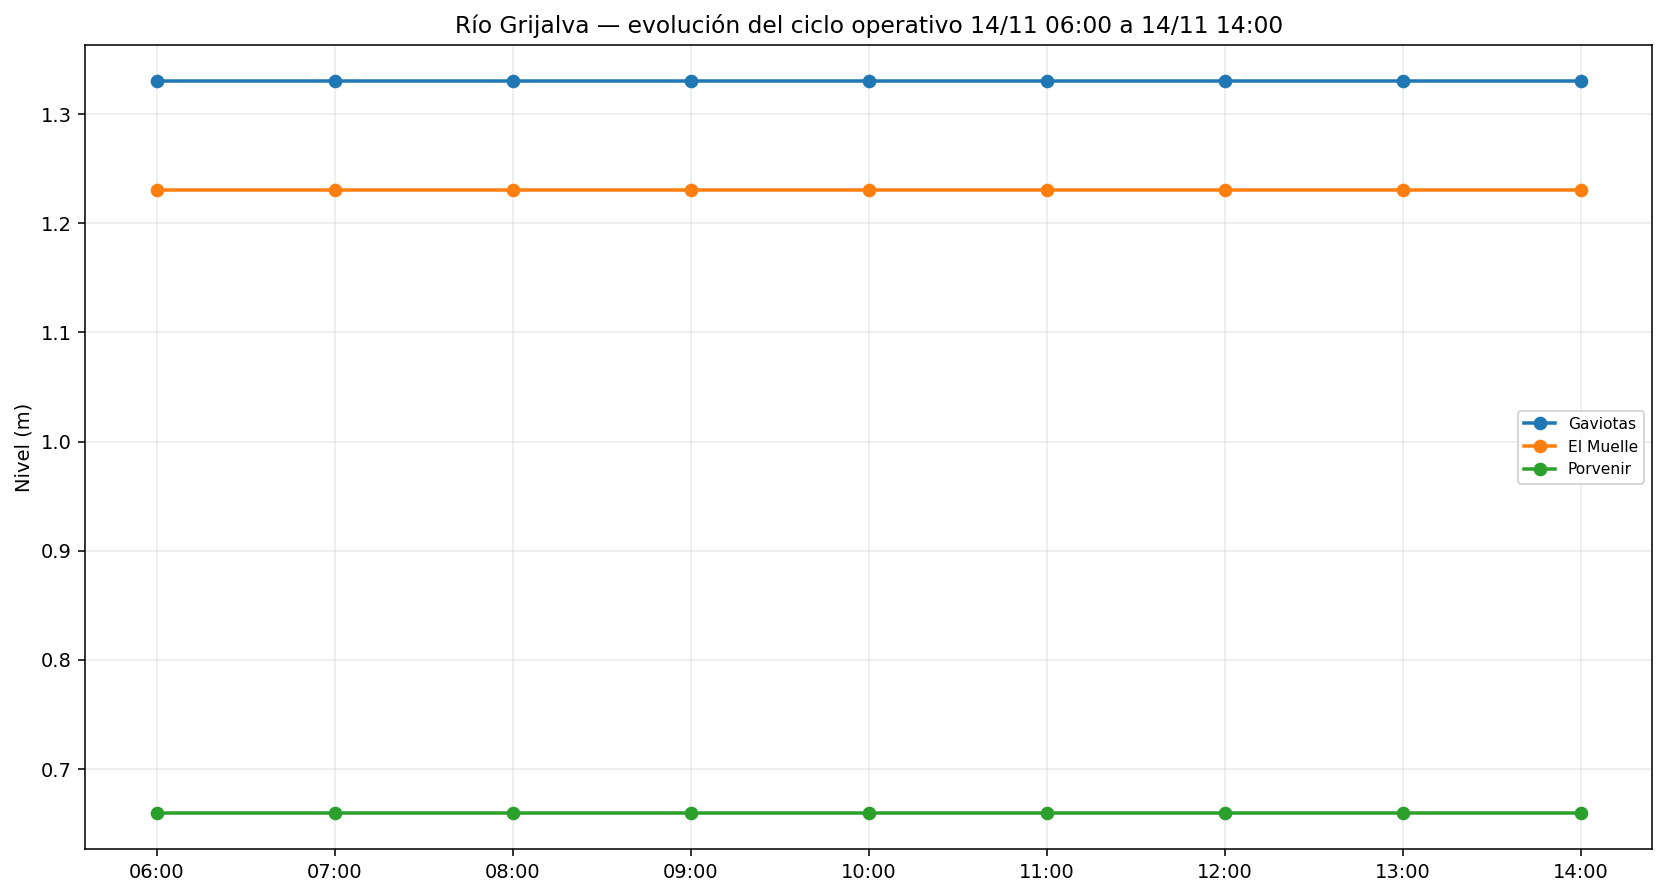 Río Grijalva — evolución del ciclo operativo 14/11 06:00 a 14/11 14:00
Nivel (m)
1.3
1.2
1.1
1.0
0.9
0.8
0.7
Gaviotas
El Muelle
Porvenir
06:00 07:00 08:00 09:00 10:00 11:00 12:00 13:00 14:00